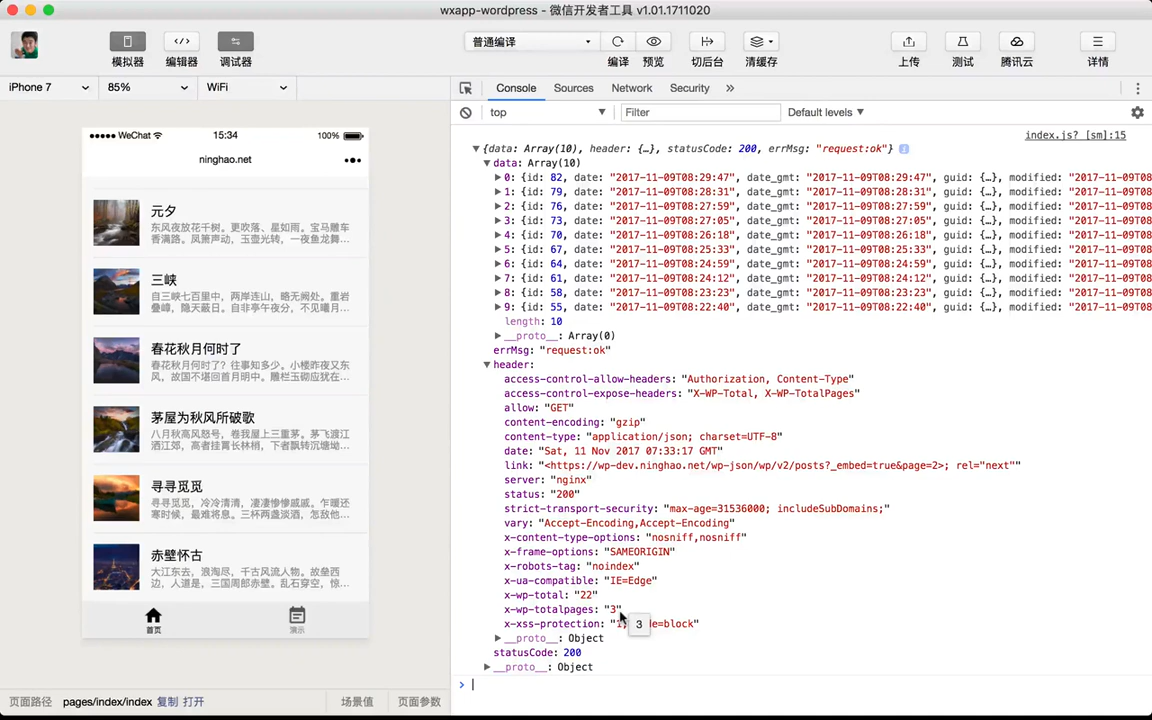 wxapp-wordpress - 微信开发者工具 v1.01.1711020
模拟器
编辑器
调试器
普通编译
编译
预览
切后台
清缓存
上传
测试
腾讯云
详情
iPhone 7
85%
WiFi
Console
Sources
Network
Security
»
top
Filter
Default levels
WeChat
15:34
100%
ninghao.net
元夕
东风夜放花千树。更吹落、星如雨。宝马雕车
香满路。凤箫声动，玉壶光转，一夜鱼龙舞…
三峡
自三峡七百里中，两岸连山，略无阙处。重岩
叠嶂，隐天蔽日。自非亭午夜分，不见曦月…
春花秋月何时了
春花秋月何时了？往事知多少。小楼昨夜又东
风，故国不堪回首月明中。雕栏玉砌应犹在…
茅屋为秋风所破歌
八月秋高风怒号，卷我屋上三重茅。茅飞渡江
洒江郊，高者挂罥长林梢，下者飘转沉塘坳…
寻寻觅觅
寻寻觅觅，冷冷清清，凄凄惨惨戚戚。乍暖还
寒时候，最难将息。三杯两盏淡酒，怎敌他…
赤壁怀古
大江东去，浪淘尽，千古风流人物。故垒西
边，人道是，三国周郎赤壁。乱石穿空，惊…
首页
演示
页面路径 pages/index/index 复制 打开
场景值
页面参数
index.js? [sm]:15
{data: Array(10), header: {…}, statusCode: 200, errMsg: "request:ok"}
data: Array(10)
0: {id: 82, date: "2017-11-09T08:29:47", date_gmt: "2017-11-09T08:29:47", guid: {…}, modified: "2017-11-09T08
1: {id: 79, date: "2017-11-09T08:28:31", date_gmt: "2017-11-09T08:28:31", guid: {…}, modified: "2017-11-09T08
2: {id: 76, date: "2017-11-09T08:27:59", date_gmt: "2017-11-09T08:27:59", guid: {…}, modified: "2017-11-09T08
3: {id: 73, date: "2017-11-09T08:27:05", date_gmt: "2017-11-09T08:27:05", guid: {…}, modified: "2017-11-09T08
4: {id: 70, date: "2017-11-09T08:26:18", date_gmt: "2017-11-09T08:26:18", guid: {…}, modified: "2017-11-09T08
5: {id: 67, date: "2017-11-09T08:25:33", date_gmt: "2017-11-09T08:25:33", guid: {…}, modified: "2017-11-09T08
6: {id: 64, date: "2017-11-09T08:24:59", date_gmt: "2017-11-09T08:24:59", guid: {…}, modified: "2017-11-09T08
7: {id: 61, date: "2017-11-09T08:24:12", date_gmt: "2017-11-09T08:24:12", guid: {…}, modified: "2017-11-09T08
8: {id: 58, date: "2017-11-09T08:23:23", date_gmt: "2017-11-09T08:23:23", guid: {…}, modified: "2017-11-09T08
9: {id: 55, date: "2017-11-09T08:22:40", date_gmt: "2017-11-09T08:22:40", guid: {…}, modified: "2017-11-09T08
length: 10
__proto__: Array(0)
errMsg: "request:ok"
header:
access-control-allow-headers: "Authorization, Content-Type"
access-control-expose-headers: "X-WP-Total, X-WP-TotalPages"
allow: "GET"
content-encoding: "gzip"
content-type: "application/json; charset=UTF-8"
date: "Sat, 11 Nov 2017 07:33:17 GMT"
link: "<https://wp-dev.ninghao.net/wp-json/wp/v2/posts?_embed=true&page=2>; rel="next""
server: "nginx"
status: "200"
strict-transport-security: "max-age=31536000; includeSubDomains;"
vary: "Accept-Encoding,Accept-Encoding"
x-content-type-options: "nosniff,nosniff"
x-frame-options: "SAMEORIGIN"
x-robots-tag: "noindex"
x-ua-compatible: "IE=Edge"
x-wp-total: "22"
x-wp-totalpages: "3"
x-xss-protection: "1; de=block"
3
__proto__: Object
statusCode: 200
__proto__: Object